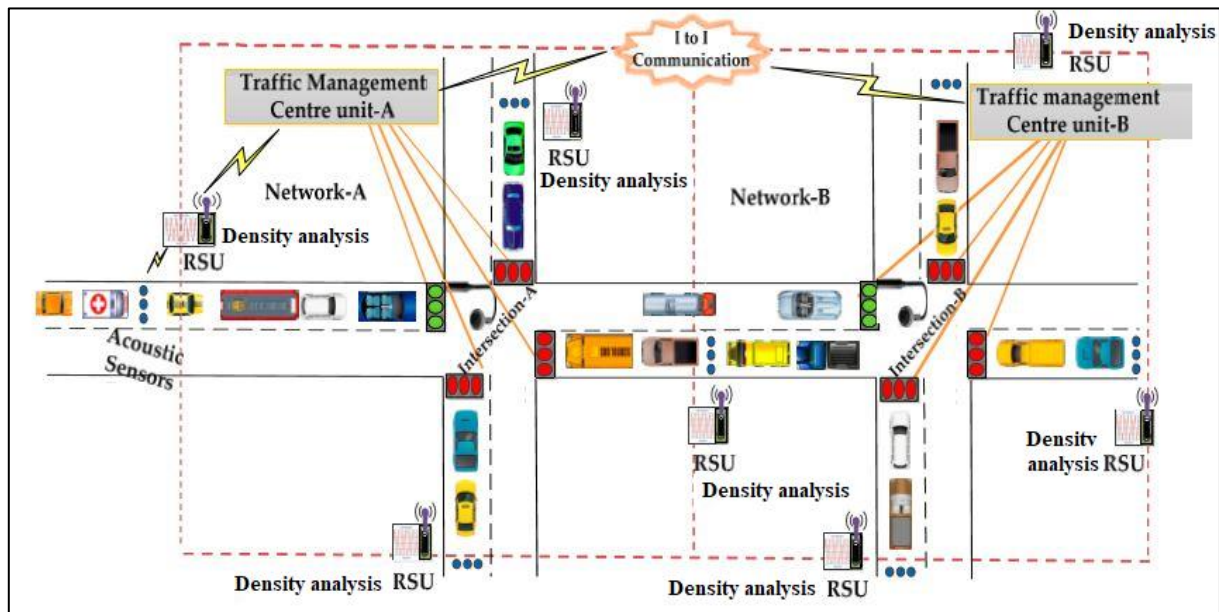 I to I
Communication
Density analysis
RSU
Traffic Management
Centre unit-A
Traffic management
Centre unit-B
RSU
Density analysis
Network-A
Network-B
Density analysis
RSU
Acoustic
Sensors
Intersection-A
Intersection-B
RSU
Density analysis
Density
analysis RSU
Density analysis RSU
Density analysis RSU